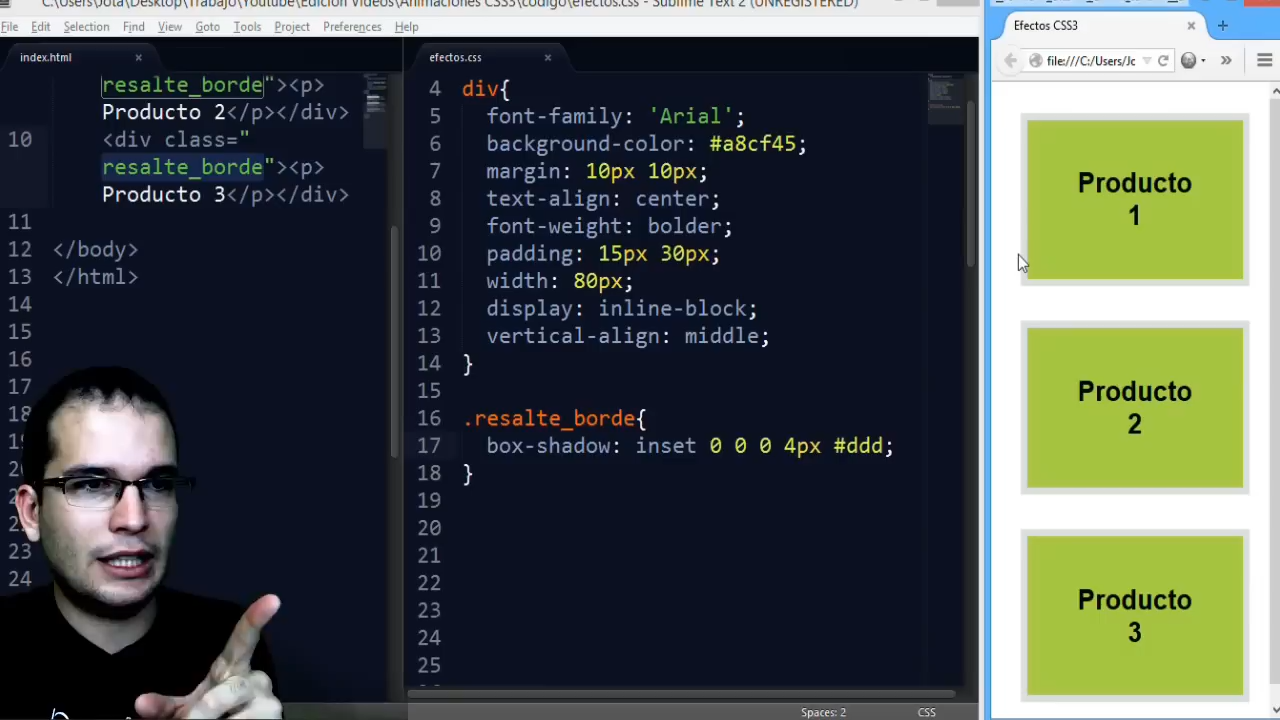 C:\Users\Jota\Desktop\Trabajo\Youtube\Edicion Videos\Animaciones CSS3\codigo\efectos.css - Sublime Text 2 (UNREGISTERED)
File Edit Selection Find View Goto Tools Project Preferences Help
index.html
efectos.css
resalte_borde"><p>
Producto 2</p></div>
10 <div class="
resalte_borde"><p>
Producto 3</p></div>
11
12 </body>
13 </html>
14
15
16
17
18
24
4 div{
5 font-family: 'Arial';
6 background-color: #a8cf45;
7 margin: 10px 10px;
8 text-align: center;
9 font-weight: bolder;
10 padding: 15px 30px;
11 width: 80px;
12 display: inline-block;
13 vertical-align: middle;
14 }
15
16 .resalte_borde{
17 box-shadow: inset 0 0 0 4px #ddd;
18 }
19
20
21
22
23
24
25
Spaces: 2
CSS
Efectos CSS3
file:///C:/Users/Jc
Producto
1
Producto
2
Producto
3